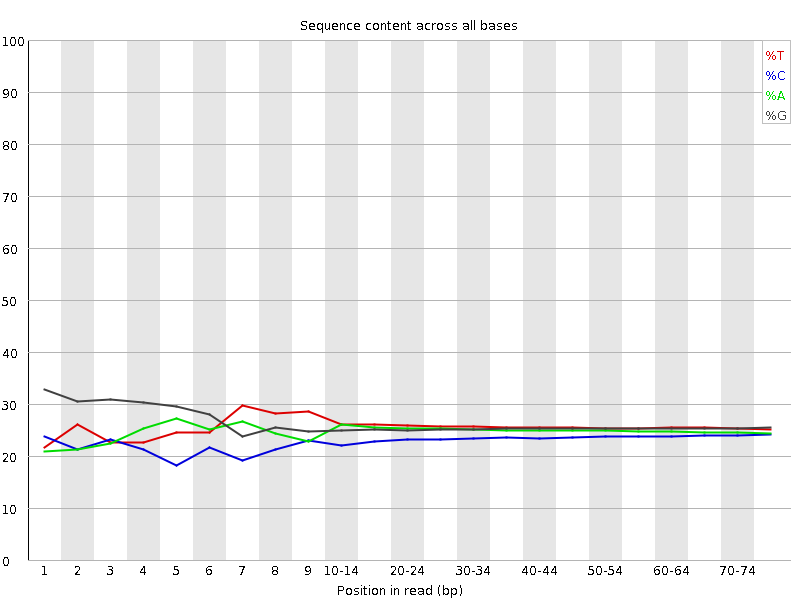 Sequence content across all bases
100
90
80
70
60
50
40
30
20
10
0
%T
%C
%A
%G
1 2 3 4 5 6 7 8 9 10-14 20-24 30-34 40-44 50-54 60-64 70-74
Position in read (bp)